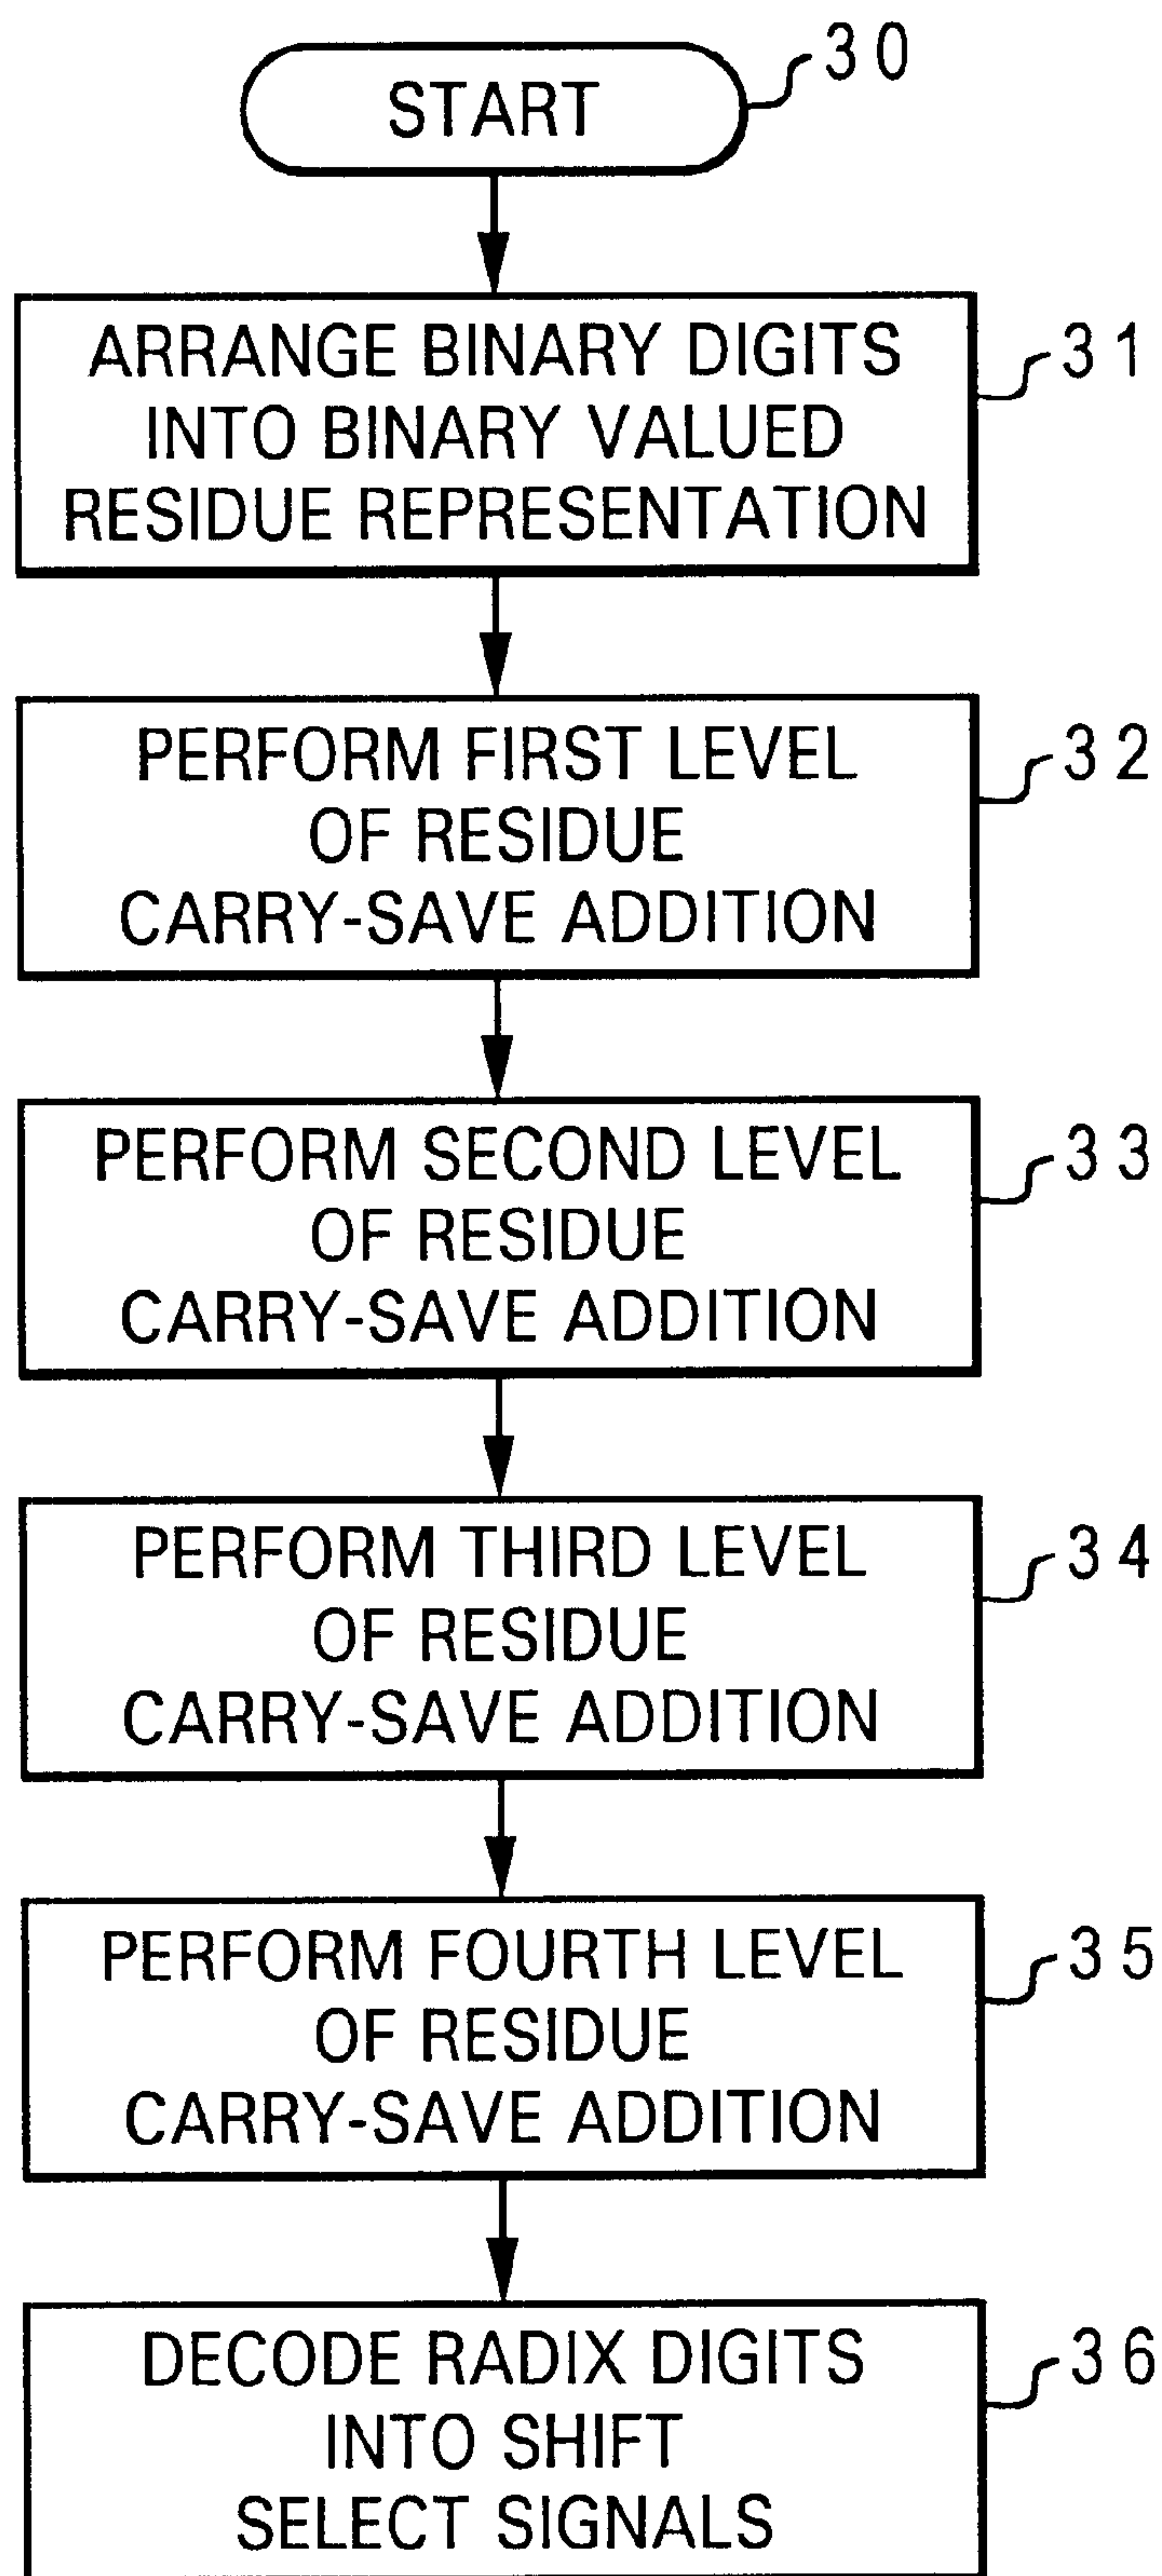 START
30
ARRANGE BINARY DIGITS
INTO BINARY VALUED
RESIDUE REPRESENTATION
31
PERFORM FIRST LEVEL
OF RESIDUE
CARRY-SAVE ADDITION
32
PERFORM SECOND LEVEL
OF RESIDUE
CARRY-SAVE ADDITION
33
PERFORM THIRD LEVEL
OF RESIDUE
CARRY-SAVE ADDITION
34
PERFORM FOURTH LEVEL
OF RESIDUE
CARRY-SAVE ADDITION
35
DECODE RADIX DIGITS
INTO SHIFT
SELECT SIGNALS
36